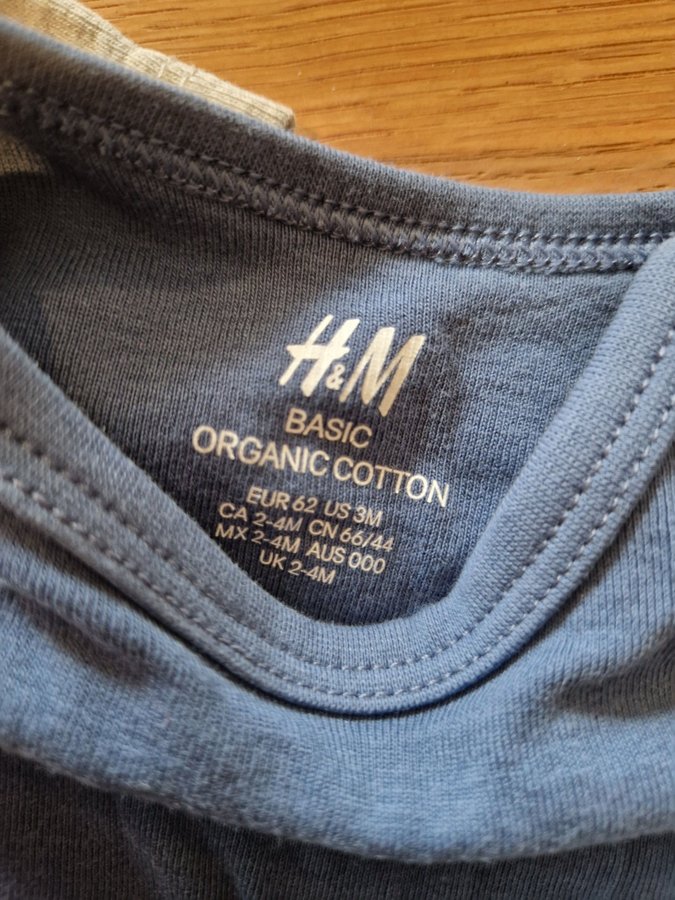 H&M
BASIC
ORGANIC COTTON
EUR 62 US 3M
CA 2-4M CN 66/44
MX 2-4M AUS 000
UK 2-4M